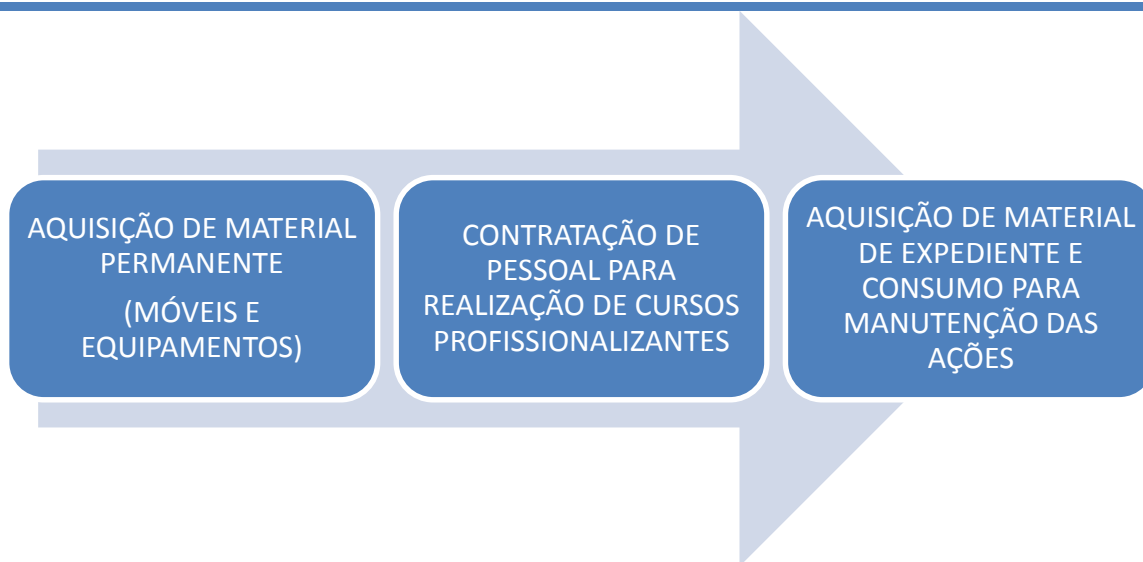 AQUISIÇÃO DE MATERIAL
PERMANENTE
(MÓVEIS E
EQUIPAMENTOS)
CONTRATAÇÃO DE
PESSOAL PARA
REALIZAÇÃO DE CURSOS
PROFISSIONALIZANTES
AQUISIÇÃO DE MATERIAL
DE EXPEDIENTE E
CONSUMO PARA
MANUTENÇÃO DAS
AÇÕES